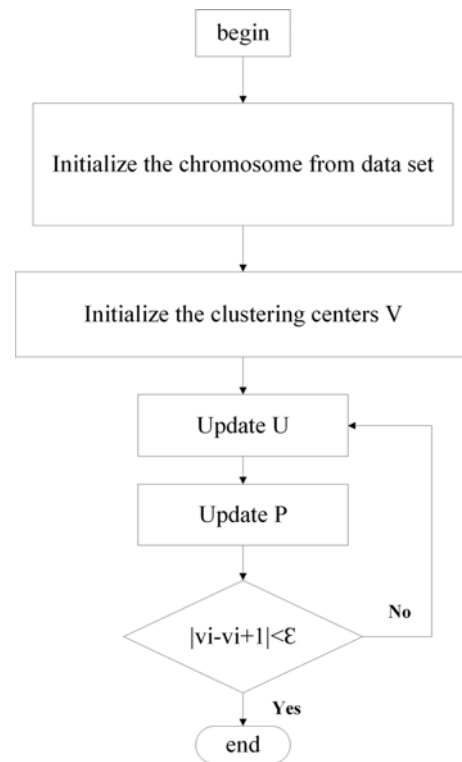 begin
Initialize the chromosome from data set
Initialize the clustering centers V
Update U
Update P
|vi-vi+1|<ℇ
No
Yes
end